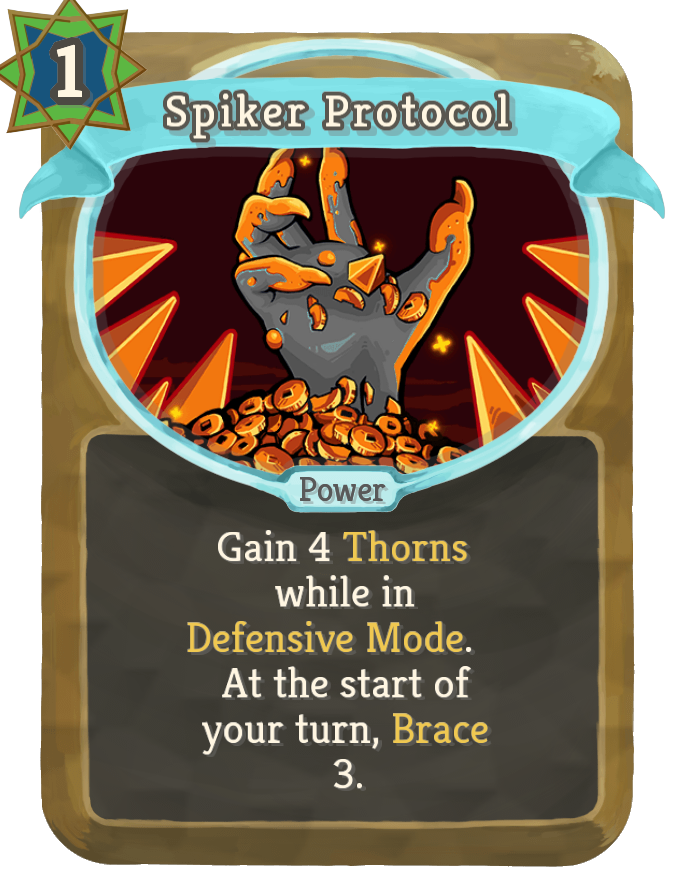 1
Spiker Protocol
Power
Gain 4 Thorns
while in
Defensive Mode.
At the start of
your turn, Brace
3.